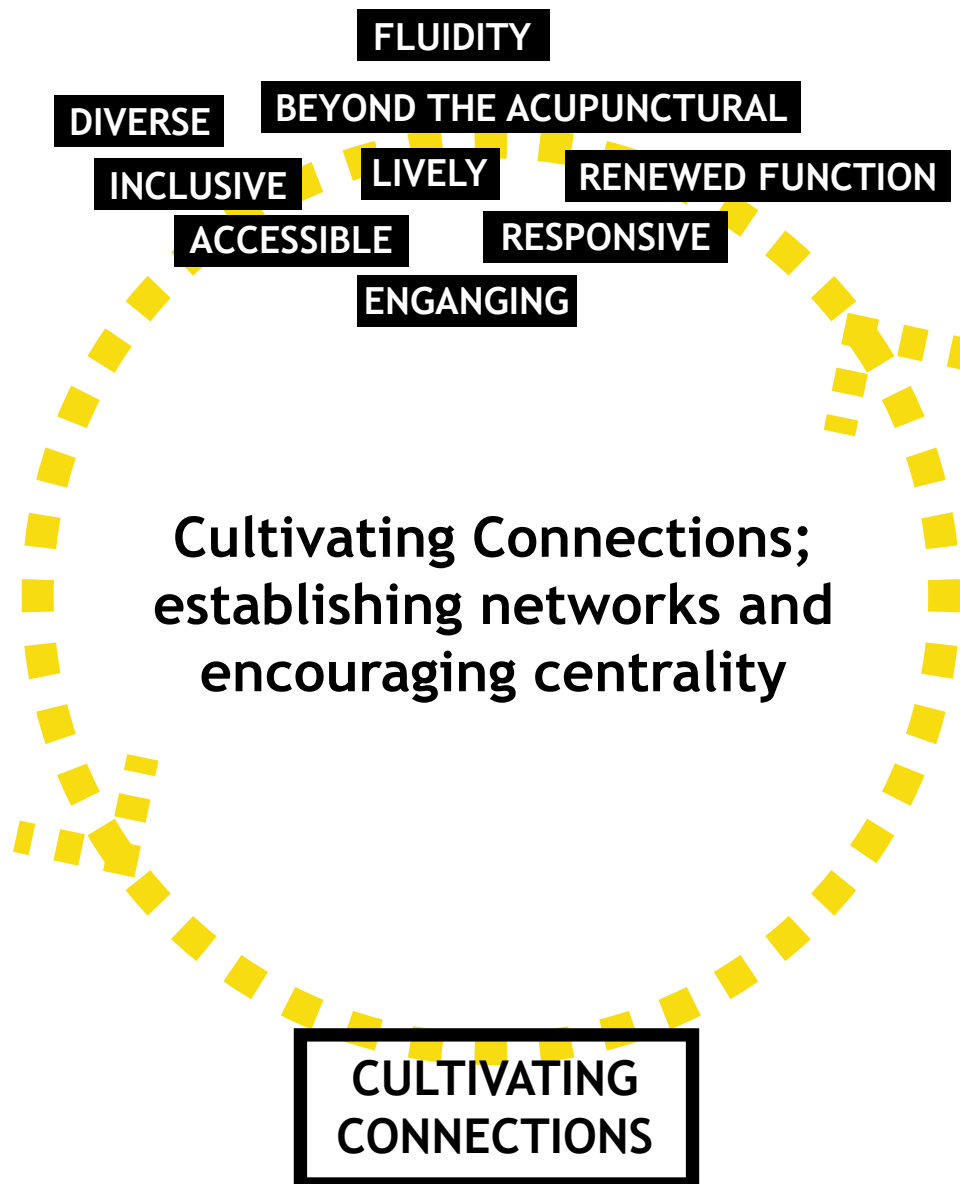 FLUIDITY
BEYOND THE ACUPUNCTURAL
DIVERSE
INCLUSIVE
LIVELY
RENEWED FUNCTION
ACCESSIBLE
RESPONSIVE
ENGANGING
Cultivating Connections;
establishing networks and
encouraging centrality
CULTIVATING
CONNECTIONS